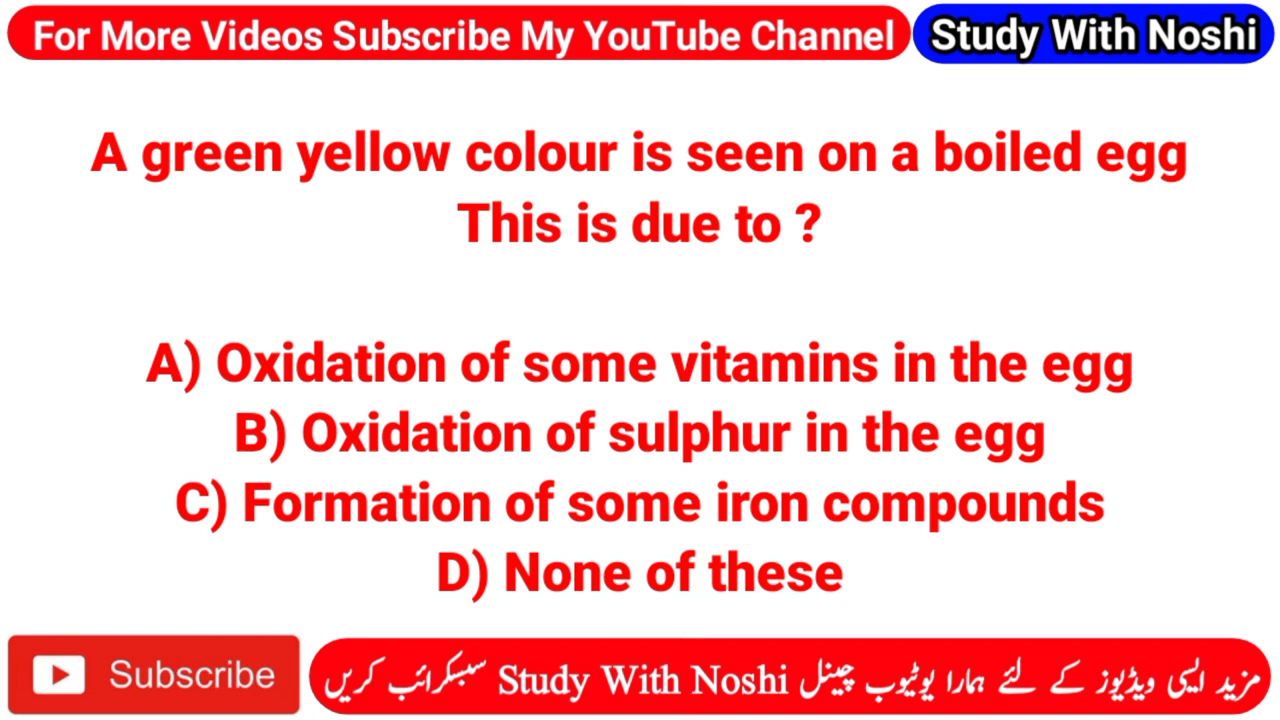 For More Videos Subscribe My YouTube Channel
Study With Noshi
A green yellow colour is seen on a boiled egg
This is due to ?
A) Oxidation of some vitamins in the egg
B) Oxidation of sulphur in the egg
C) Formation of some iron compounds
D) None of these
Subscribe
مزید ایسی ویڈیوز کے لئے ہمارا یوٹیوب چینل Study With Noshi سبسکرائب کریں